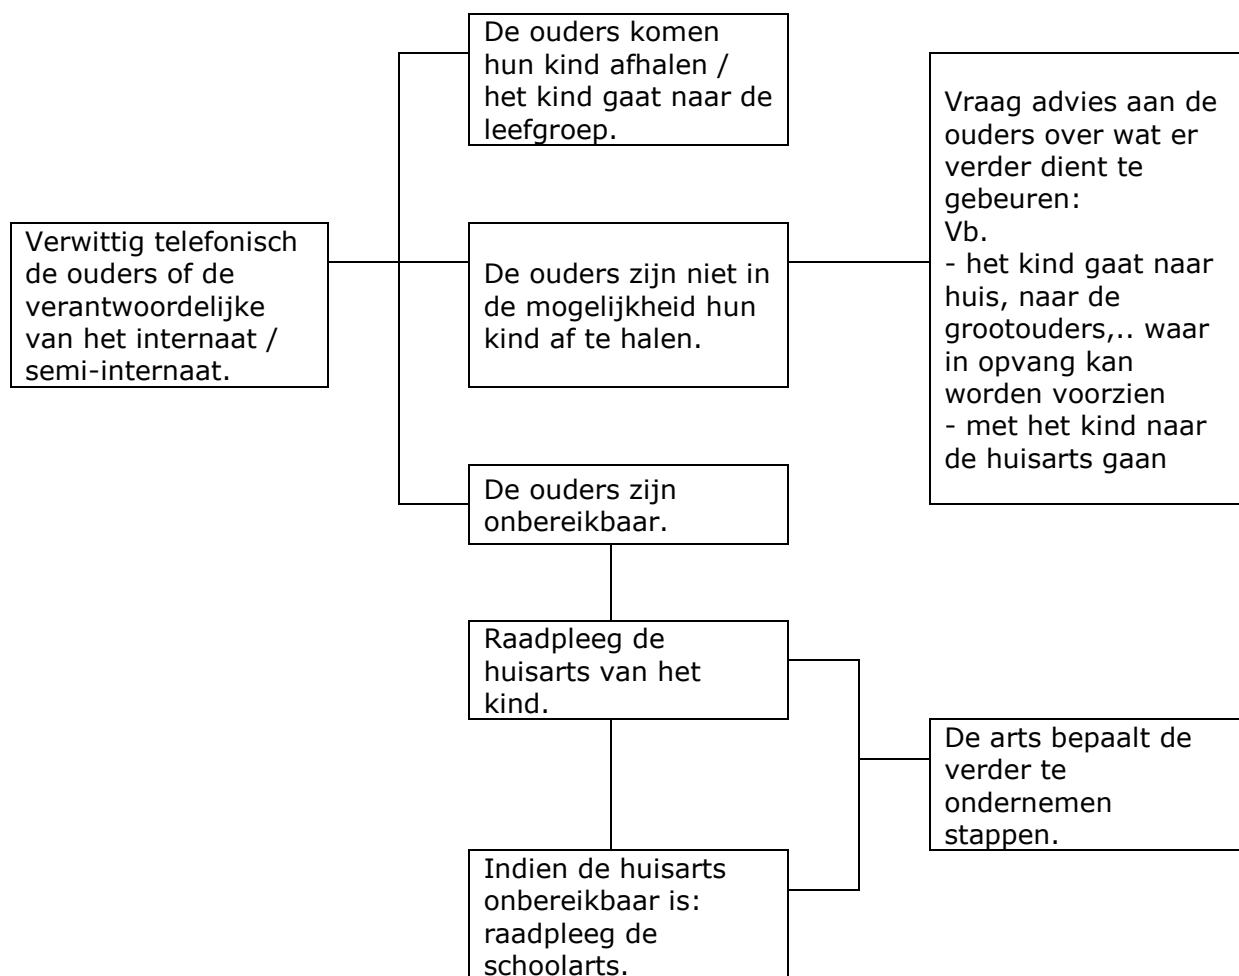 De ouders komen
hun kind afhalen /
het kind gaat naar de
leefgroep.
Verwittig telefonisch
de ouders of de
verantwoordelijke
van het internaat /
semi-internaat.
De ouders zijn niet in
de mogelijkheid hun
kind af te halen.
Vraag advies aan de
ouders over wat er
verder dient te
gebeuren:
Vb.
- het kind gaat naar
huis, naar de
grootouders,.. waar
in opvang kan
worden voorzien
- met het kind naar
de huisarts gaan
De ouders zijn
onbereikbaar.
Raadpleeg de
huisarts van het
kind.
De arts bepaalt de
verder te
ondernemen
stappen.
Indien de huisarts
onbereikbaar is:
raadpleeg de
schoolarts.